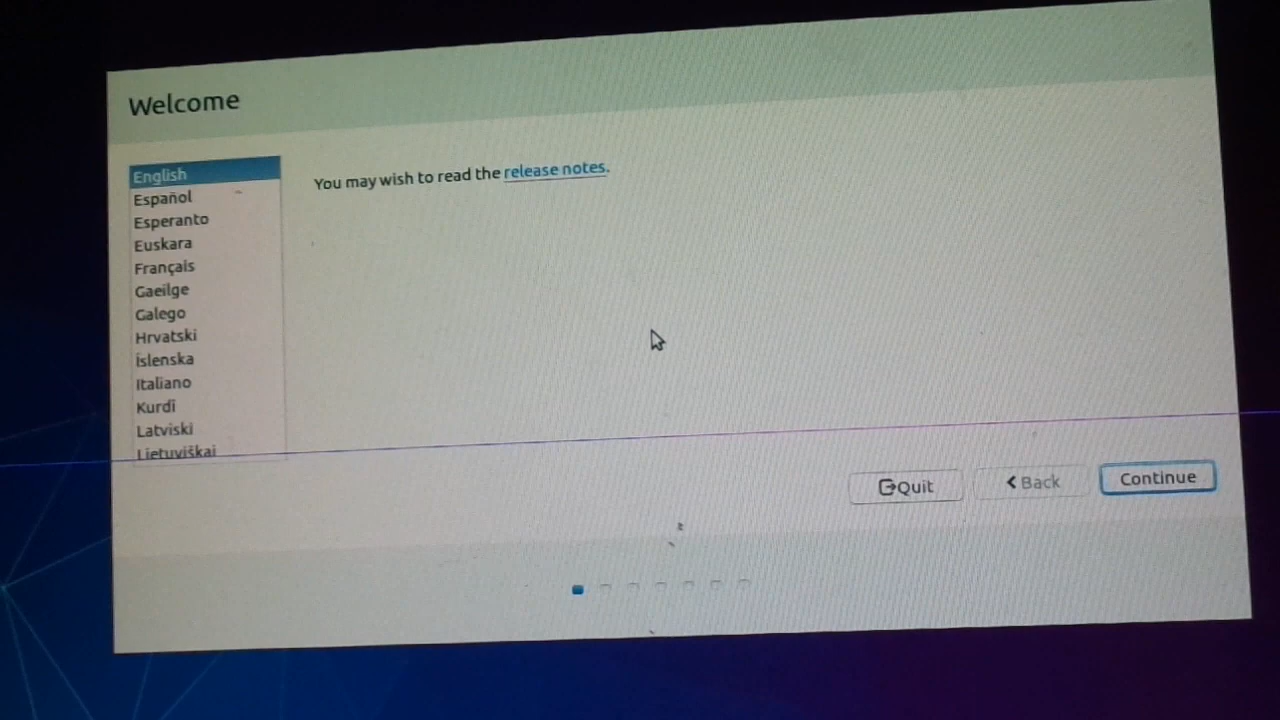 Welcome
English
Español
Esperanto
Euskara
Français
Gaeilge
Galego
Hrvatski
Íslenska
Italiano
Kurdî
Latviski
Lietuviškai
You may wish to read the release notes.
Quit
Back
Continue